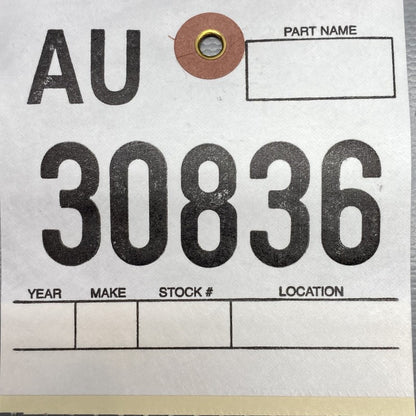 AU
PART NAME
30836
YEAR MAKE STOCK # LOCATION